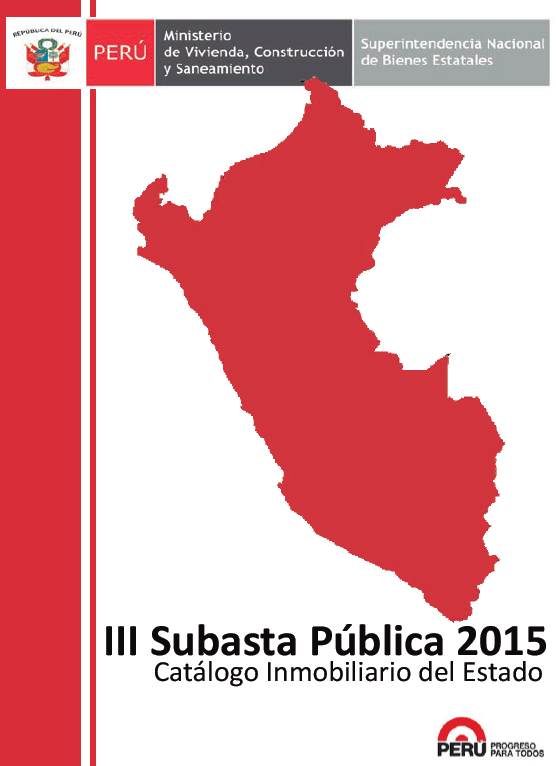 REPÚBLICA DEL PERÚ
PERÚ
Ministerio
de Vivienda, Construcción
y Saneamiento
Superintendencia Nacional
de Bienes Estatales
III Subasta Pública 2015
Catálogo Inmobiliario del Estado
PERÚ PROGRESO
PARA TODOS